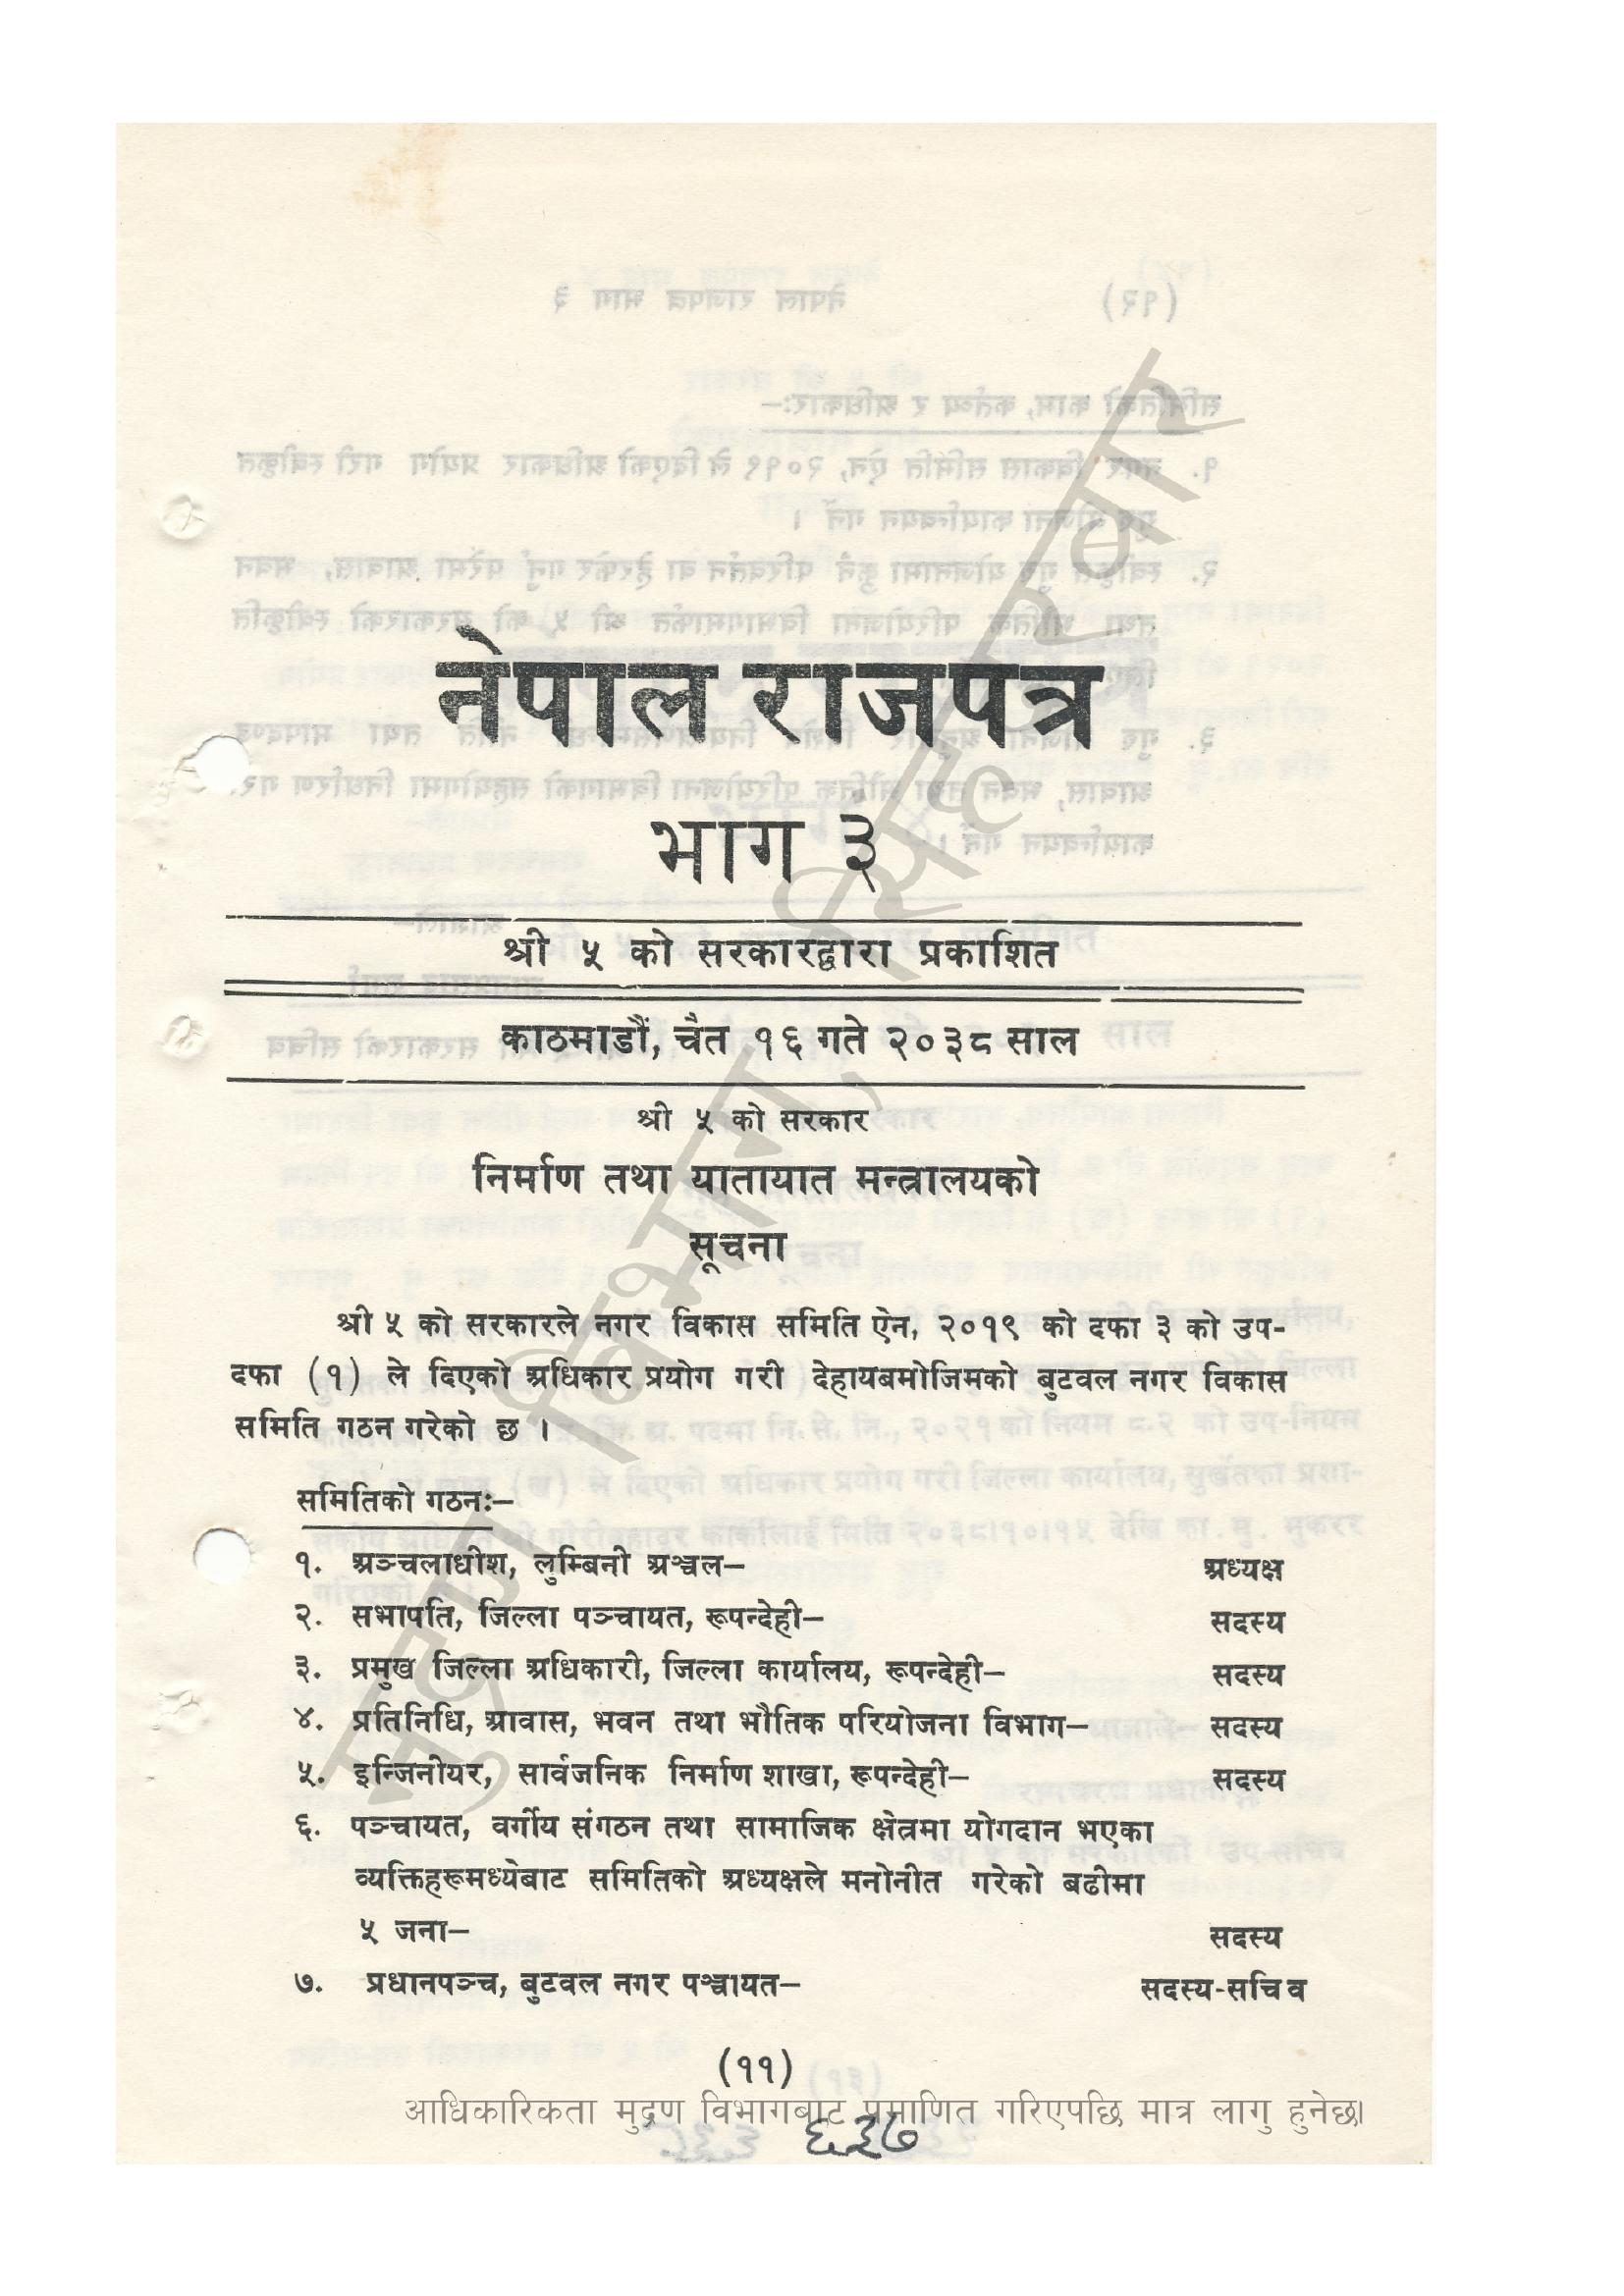 नेपाल राजपत्र
भाग ३
श्री ५ को सरकारद्वारा प्रकाशित
काठमाडौं, चैत १६ गते २०३८ साल
श्री ५ को सरकार
निर्माण तथा यातायात मन्त्रालयको
सूचना
श्री ५ को सरकारले नगर विकास समिति ऐन, २०१९ को दफा ३ को उप-
दफा (१) ले दिएको अधिकार प्रयोग गरी देहायबमोजिमको बुटवल नगर विकास
समिति गठन गरेको छ ।
समितिको गठनः–
१. अञ्चलाधीश, लुम्बिनी अञ्चल– अध्यक्ष
२. सभापति, जिल्ला पञ्चायत, रूपन्देही– सदस्य
३. प्रमुख जिल्ला अधिकारी, जिल्ला कार्यालय, रूपन्देही– सदस्य
४. प्रतिनिधि, आवास, भवन तथा भौतिक परियोजना विभाग– सदस्य
५. इन्जिनीयर, सार्वजनिक निर्माण शाखा, रूपन्देही– सदस्य
६. पञ्चायत, वर्गीय संगठन तथा सामाजिक क्षेत्रमा योगदान भएका
व्यक्तिहरूमध्येबाट समितिको अध्यक्षले मनोनीत गरेको बढीमा
५ जना– सदस्य
७. प्रधानपञ्च, बुटवल नगर पञ्चायत– सदस्य-सचिव
(११)
आधिकारिकता मुद्रण विभागबाट प्रमाणित गरिएपछि मात्र लागु हुनेछ।
६३७
मुद्रण विभाग, सिंहदरबार